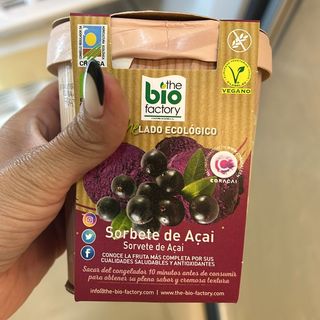 the
bio
factory
HELADO ECOLÓGICO
VEGANO
CORAÇAI
Sorbete de Açai
Sorvete de Acai
CONOCE LA FRUTA MÁS COMPLETA POR SUS
CUALIDADES SALUDABLES Y ANTIOXIDANTES
Sacar del congelador 10 minutos antes de consumir
para obtener su pleno sabor y cremosa textura
info@the-bio-factory.com | www.the-bio-factory.com